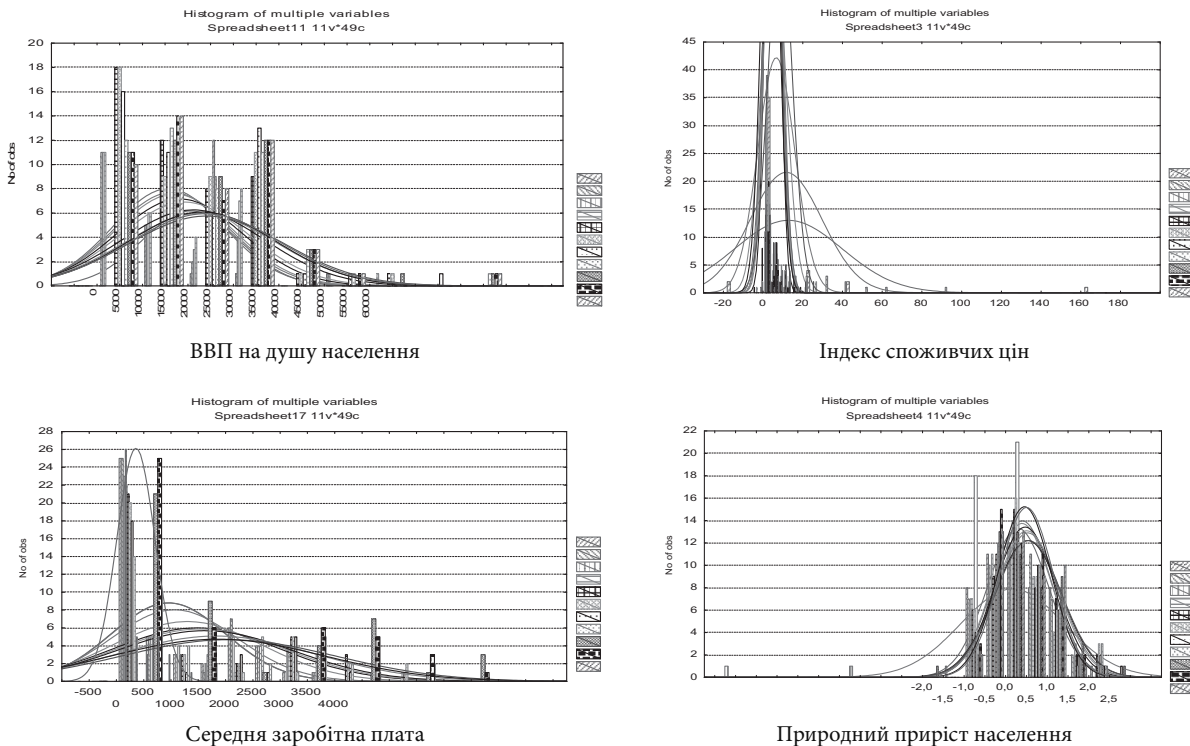 Histogram of multiple variables
Spreadsheet11 11v*49c
No of obs
20
18
16
14
12
10
8
6
4
2
0
0 5000 10000 15000 20000 25000 30000 35000 40000 45000 50000 55000 60000
ВВП на душу населення
Histogram of multiple variables
Spreadsheet3 11v*49c
No of obs
45
40
35
30
25
20
15
10
5
0
-20 0 20 40 60 80 100 120 140 160 180
Індекс споживчих цін
Histogram of multiple variables
Spreadsheet17 11v*49c
No of obs
28
26
24
22
20
18
16
14
12
10
8
6
4
2
0
-500 500 1500 2500 3500
0 1000 2000 3000 4000
Середня заробітна плата
Histogram of multiple variables
Spreadsheet4 11v*49c
No of obs
22
20
18
16
14
12
10
8
6
4
2
0
-2,0 -1,0 0,0 1,0 2,0
-1,5 -0,5 0,5 1,5 2,5
Природний приріст населення